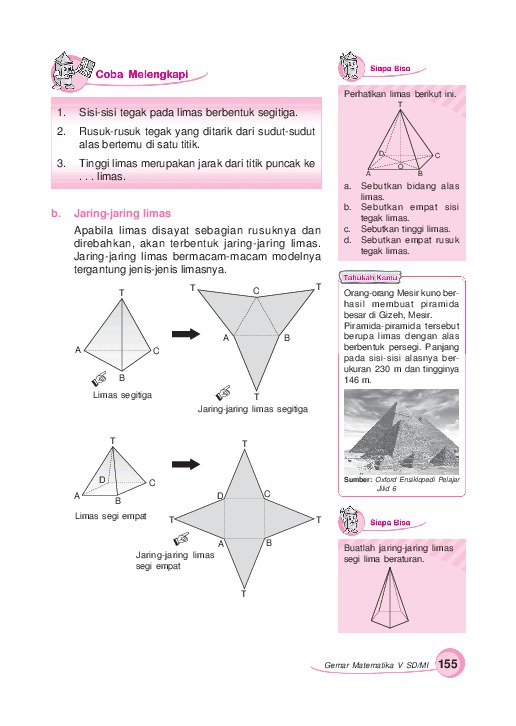 Coba Melengkapi
1. Sisi-sisi tegak pada limas berbentuk segitiga.
2. Rusuk-rusuk tegak yang ditarik dari sudut-sudut
alas bertemu di satu titik.
3. Tinggi limas merupakan jarak dari titik puncak ke
. . . limas.
b. Jaring-jaring limas
Apabila limas disayat sebagian rusuknya dan
direbahkan, akan terbentuk jaring-jaring limas.
Jaring-jaring limas bermacam-macam modelnya
tergantung jenis-jenis limasnya.
T
A
C
B
Limas segitiga
T
C
T
A
B
T
Jaring-jaring limas segitiga
T
D
C
A
B
Limas segi empat
T
D
C
T
T
A
B
T
Jaring-jaring limas
segi empat
Siapa Bisa
Perhatikan limas berikut ini.
T
D
C
O
A
B
a. Sebutkan bidang alas
limas.
b. Sebutkan empat sisi
tegak limas.
c. Sebutkan tinggi limas.
d. Sebutkan empat rusuk
tegak limas.
Tahukah Kamu
Orang-orang Mesir kuno ber-
hasil membuat piramida
besar di Gizeh, Mesir.
Piramida-piramida tersebut
berupa limas dengan alas
berbentuk persegi. Panjang
pada sisi-sisi alasnya ber-
ukuran 230 m dan tingginya
146 m.
Sumber: Oxford Ensiklopedi Pelajar
Jilid 6
Siapa Bisa
Buatlah jaring-jaring limas
segi lima beraturan.
Gemar Matematika V SD/MI 155